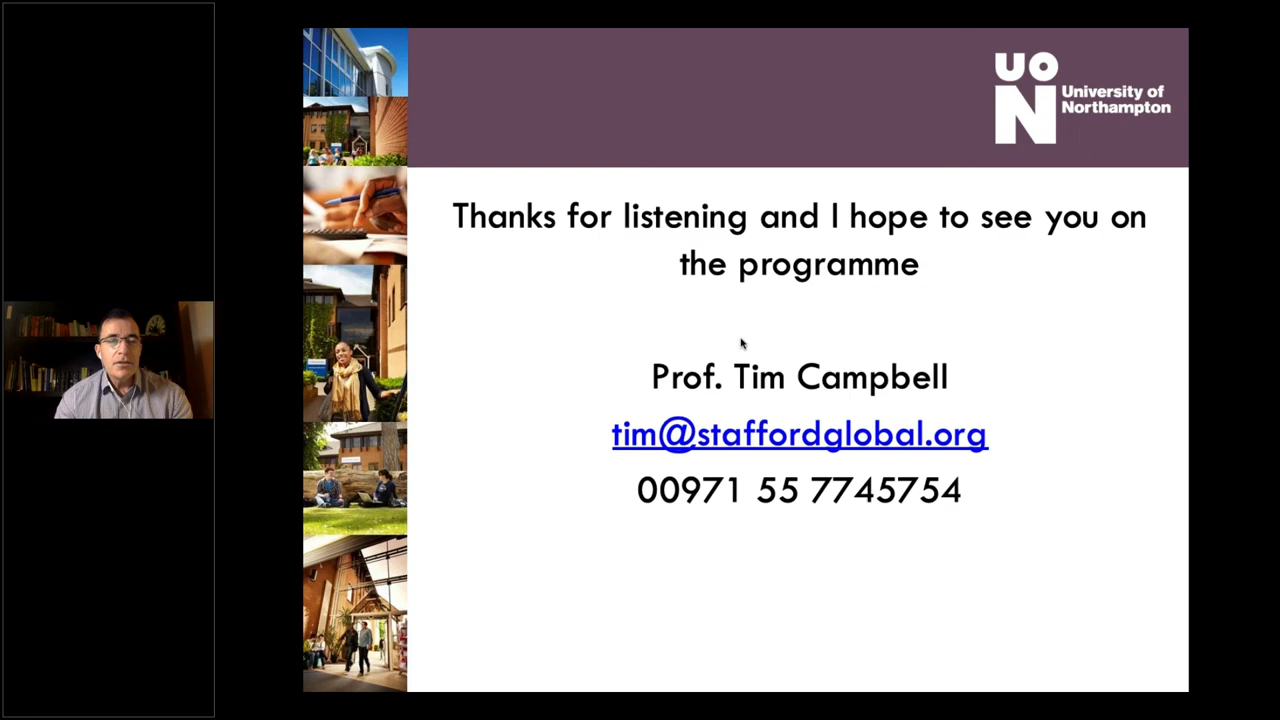 UO
N
University of
Northampton
Thanks for listening and I hope to see you on
the programme
Prof. Tim Campbell
tim@staffordglobal.org
00971 55 7745754